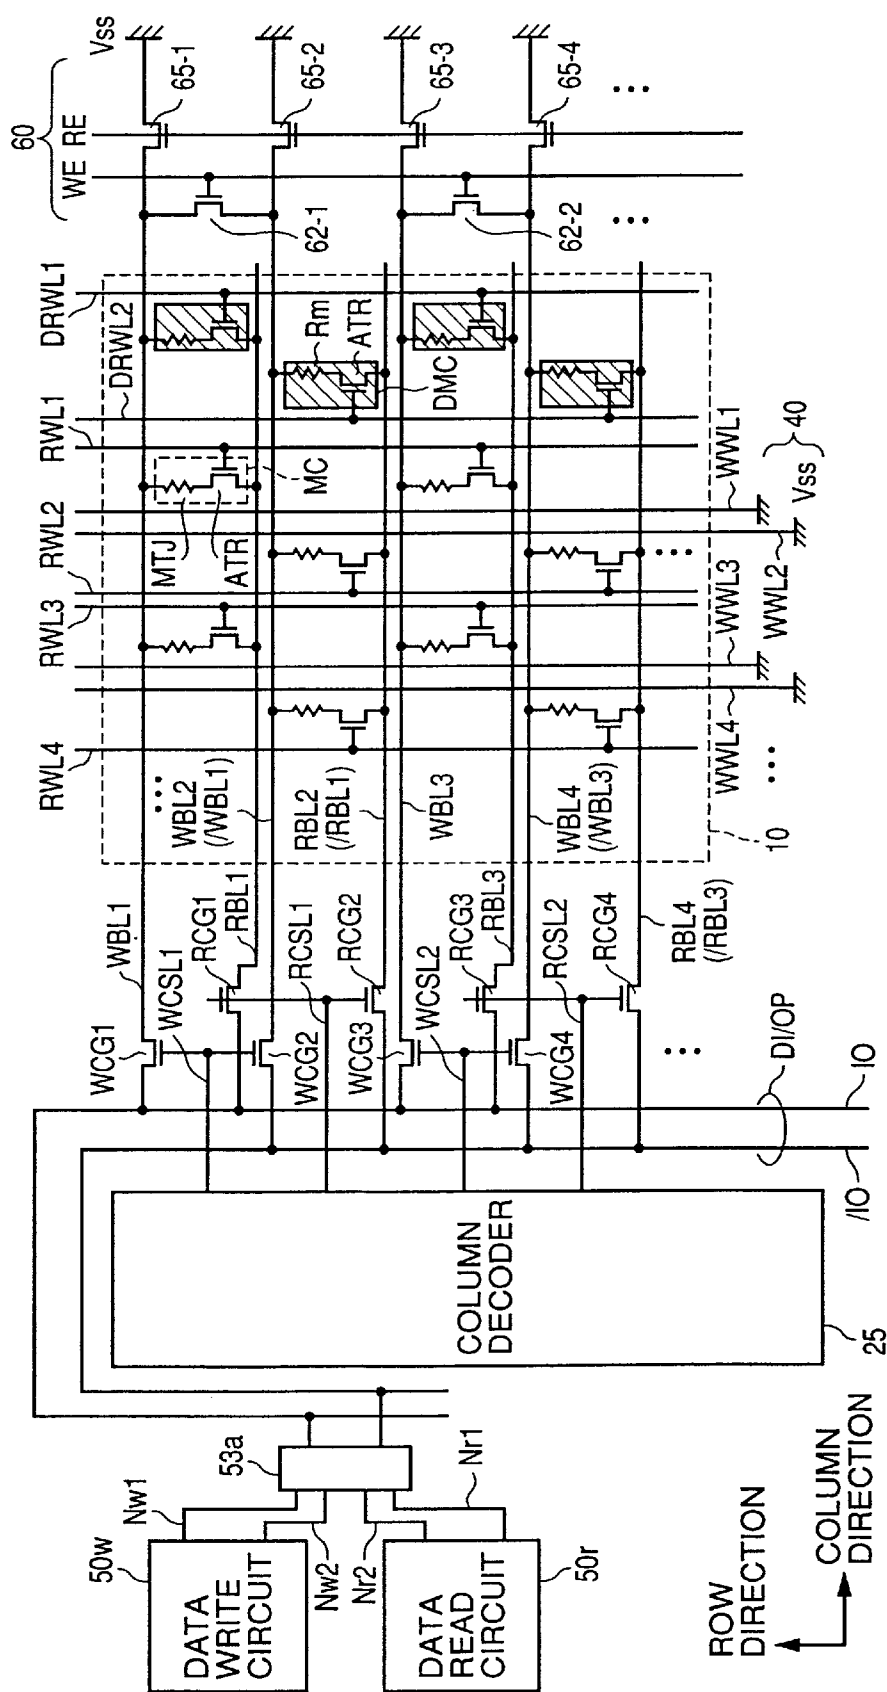 60
WE RE
Vss
65-1
65-2
65-3
65-4
62-1
62-2
DRWL1
DRWL2
RWL1
RWL2
RWL3
RWL4
Rm
ATR
DMC
MC
MTJ
ATR
WWL1
40
Vss
WWL2
WWL3
WWL4
10
WBL2
(/WBL1)
RBL2
(/RBL1)
WBL3
WBL4
(/WBL3)
WBL1
WCSL1
RCG1
RBL1
RCSL1
RCG2
WCSL2
RCG3
RBL3
RCSL2
RCG4
RBL4
(/RBL3)
WCG1
WCG2
WCG3
WCG4
DI/OP
IO
/IO
COLUMN
DECODER
25
53a
Nw1
Nw2
Nr2
Nr1
50w
DATA
WRITE
CIRCUIT
DATA
READ
CIRCUIT
50r
ROW
DIRECTION
COLUMN
DIRECTION